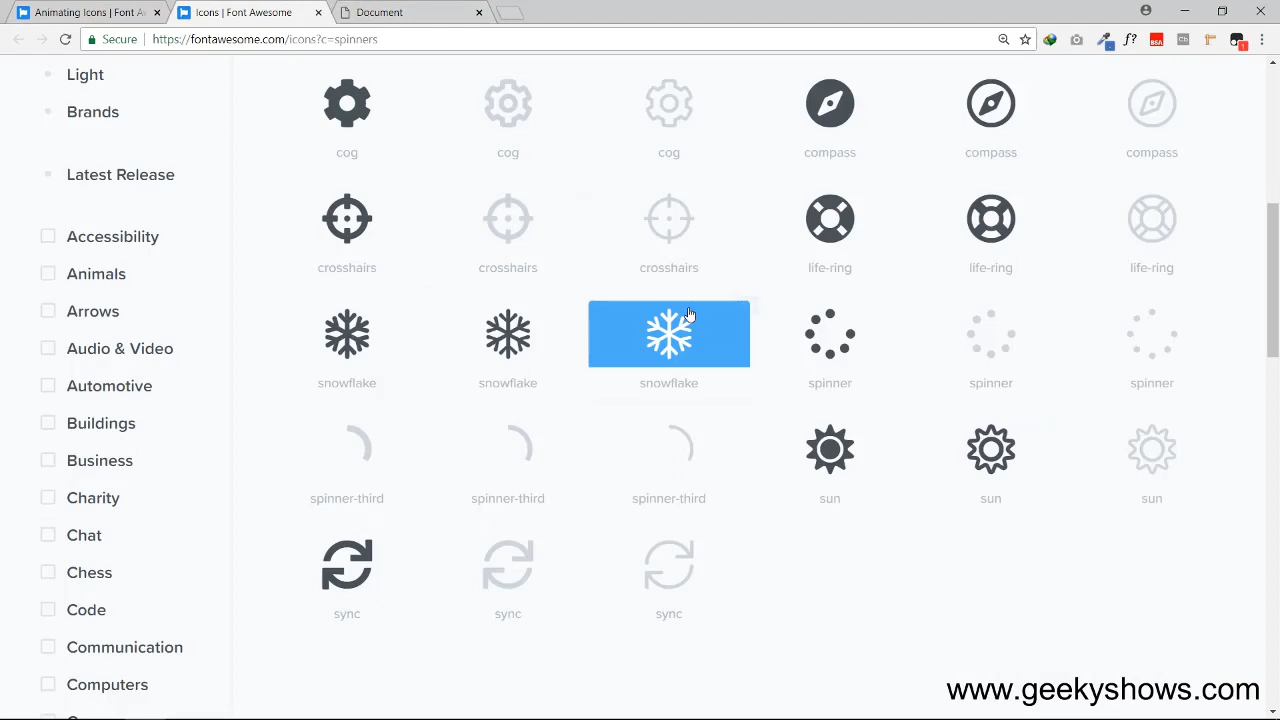 Animating Icons | Font A
Icons | Font Awesome
Document
Secure
https://fontawesome.com/icons?c=spinners
Light
Brands
Latest Release
Accessibility
Animals
Arrows
Audio & Video
Automotive
Buildings
Business
Charity
Chat
Chess
Code
Communication
Computers
cog
cog
cog
compass
compass
compass
crosshairs
crosshairs
crosshairs
life-ring
life-ring
life-ring
snowflake
snowflake
snowflake
spinner
spinner
spinner
spinner-third
spinner-third
spinner-third
sun
sun
sun
sync
sync
sync
www.geekyshows.com